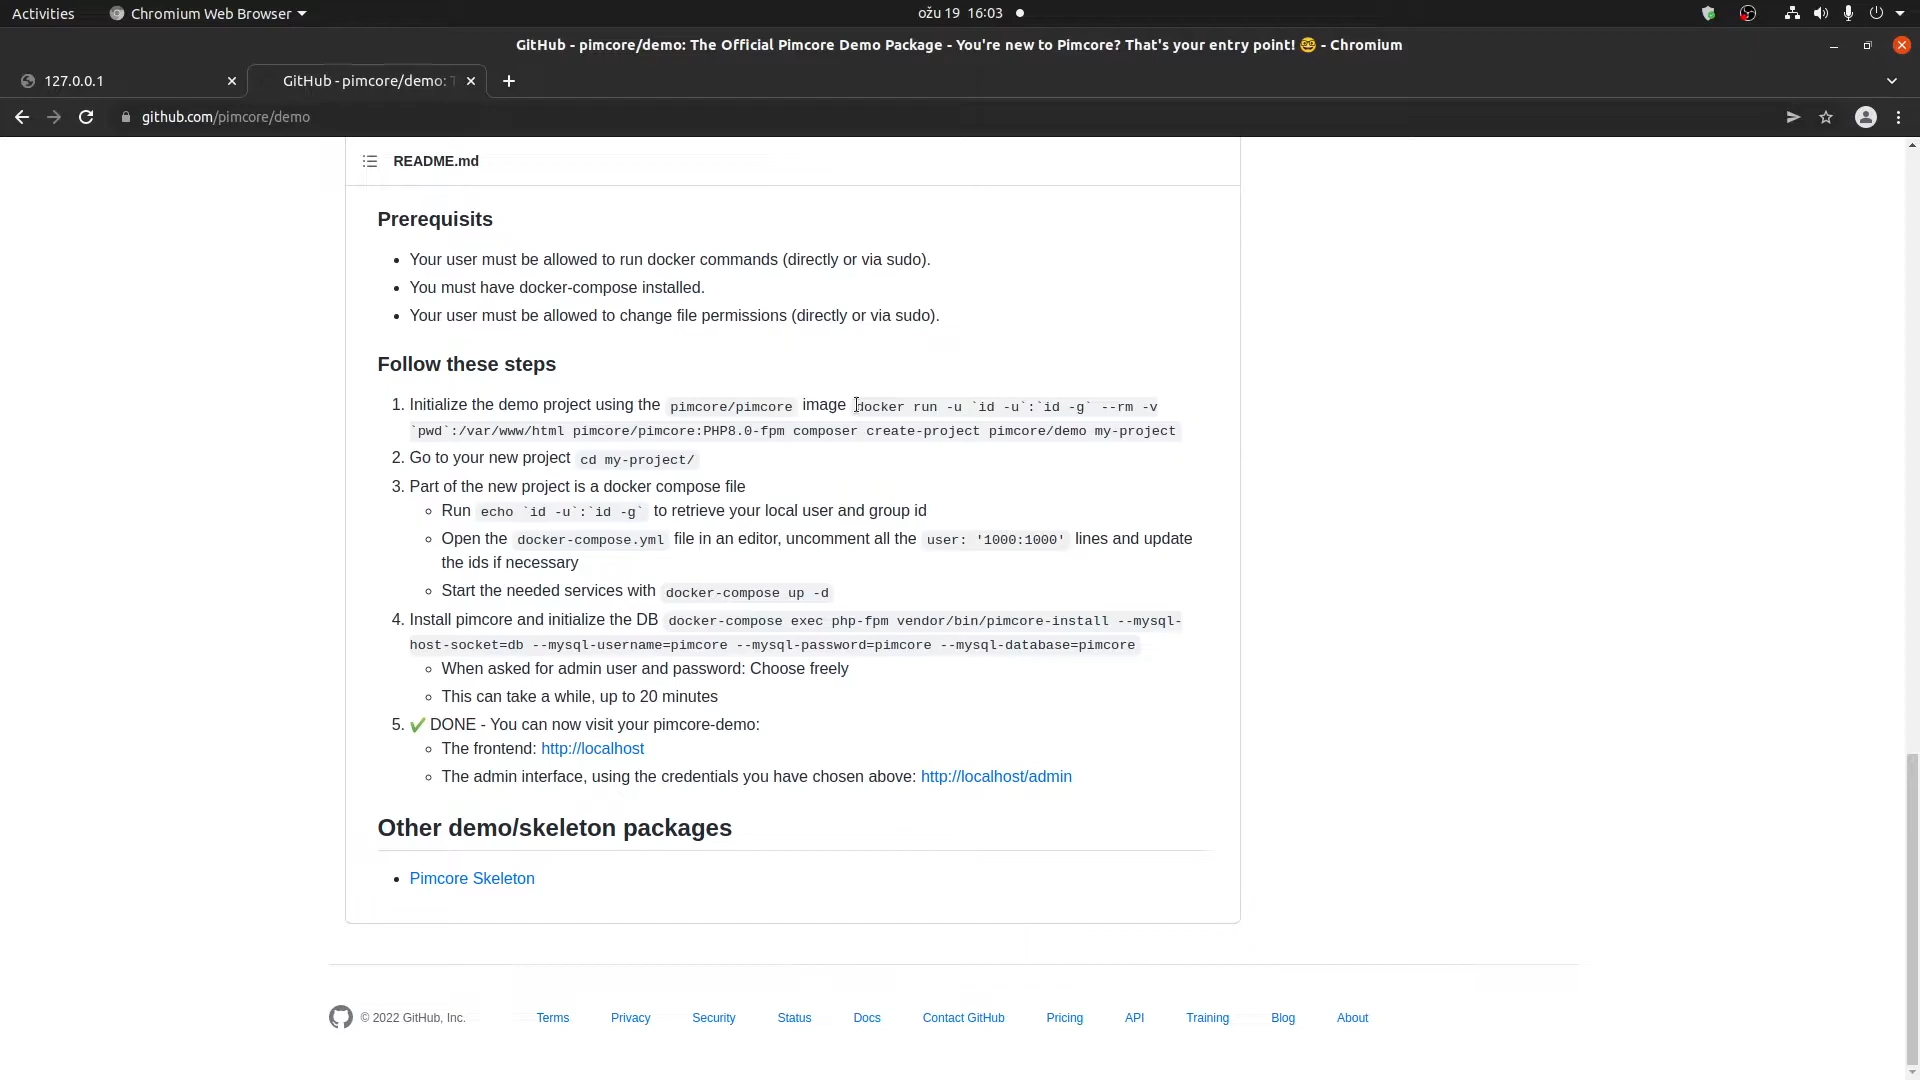 Activities
Chromium Web Browser
ožu 19 16:03
GitHub - pimcore/demo: The Official Pimcore Demo Package - You're new to Pimcore? That's your entry point! 🤓 - Chromium
127.0.0.1
GitHub - pimcore/demo: T
github.com/pimcore/demo
README.md
Prerequisits
Your user must be allowed to run docker commands (directly or via sudo).
You must have docker-compose installed.
Your user must be allowed to change file permissions (directly or via sudo).
Follow these steps
1. Initialize the demo project using the pimcore/pimcore image docker run -u `id -u`:`id -g` --rm -v
`pwd`:/var/www/html pimcore/pimcore:PHP8.0-fpm composer create-project pimcore/demo my-project
2. Go to your new project cd my-project/
3. Part of the new project is a docker compose file
Run echo `id -u`:`id -g` to retrieve your local user and group id
Open the docker-compose.yml file in an editor, uncomment all the user: '1000:1000' lines and update
the ids if necessary
Start the needed services with docker-compose up -d
4. Install pimcore and initialize the DB docker-compose exec php-fpm vendor/bin/pimcore-install --mysql-
host-socket=db --mysql-username=pimcore --mysql-password=pimcore --mysql-database=pimcore
When asked for admin user and password: Choose freely
This can take a while, up to 20 minutes
5. ✔ DONE - You can now visit your pimcore-demo:
The frontend: http://localhost
The admin interface, using the credentials you have chosen above: http://localhost/admin
Other demo/skeleton packages
Pimcore Skeleton
© 2022 GitHub, Inc.
Terms
Privacy
Security
Status
Docs
Contact GitHub
Pricing
API
Training
Blog
About